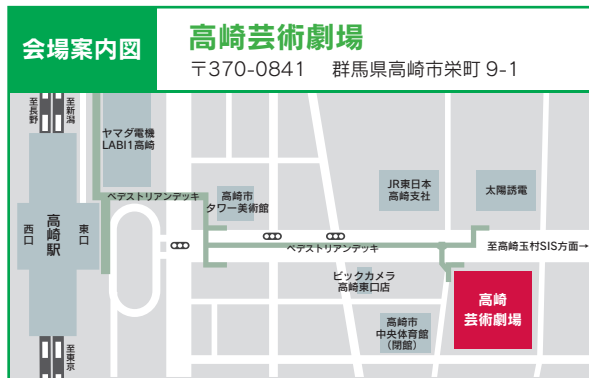 会場案内図
高崎芸術劇場
〒370-0841 群馬県高崎市栄町 9-1
至長野
至新潟
ヤマダ電機
LABI1高崎
ペデストリアンデッキ
高崎市
タワー美術館
JR東日本
高崎支社
太陽誘電
西口
高崎駅
東口
ペデストリアンデッキ
至高崎玉村SIS方面→
ビックカメラ
高崎東口店
高崎
芸術劇場
高崎市
中央体育館
(閉館)
至東京